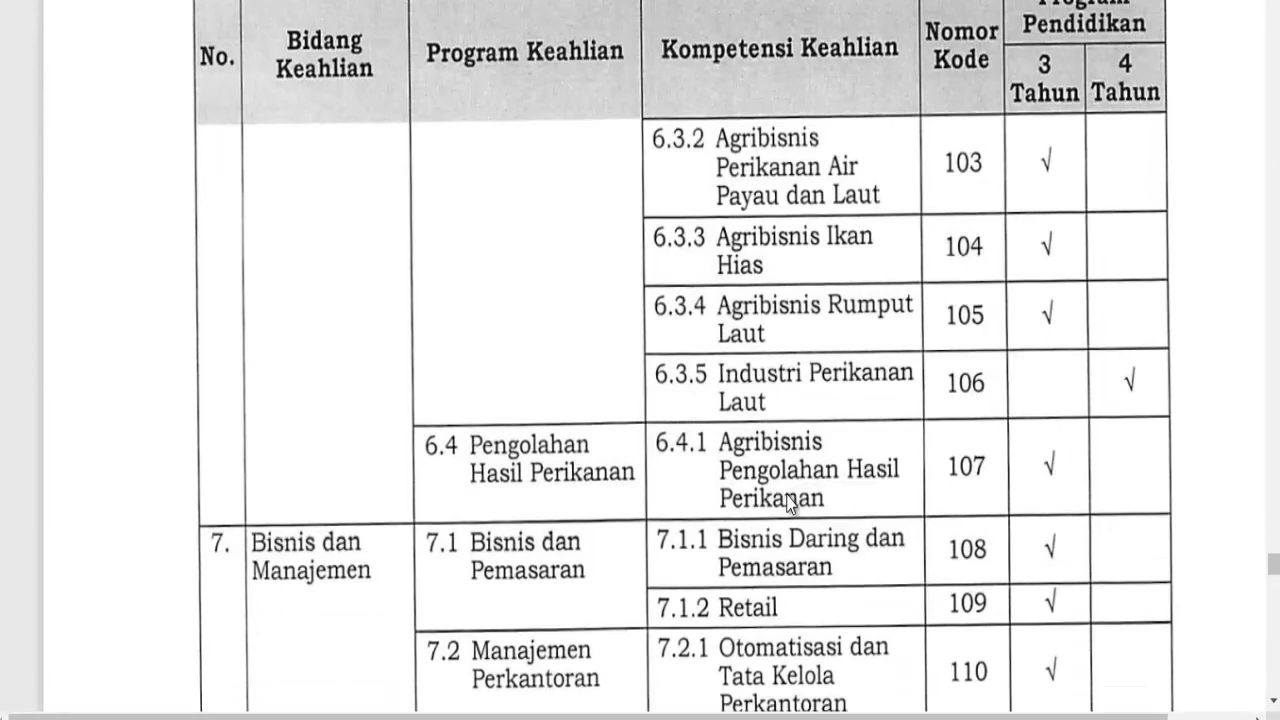 Program
No.
Bidang
Keahlian
Program Keahlian
Kompetensi Keahlian
Nomor
Kode
Pendidikan
3
Tahun
4
Tahun
6.3.2 Agribisnis
Perikanan Air
Payau dan Laut
103
√
6.3.3 Agribisnis Ikan
Hias
104
√
6.3.4 Agribisnis Rumput
Laut
105
√
6.3.5 Industri Perikanan
Laut
106
√
6.4 Pengolahan
Hasil Perikanan
6.4.1 Agribisnis
Pengolahan Hasil
Perikanan
107
√
7.
Bisnis dan
Manajemen
7.1 Bisnis dan
Pemasaran
7.1.1 Bisnis Daring dan
Pemasaran
108
√
7.1.2 Retail
109
√
7.2 Manajemen
Perkantoran
7.2.1 Otomatisasi dan
Tata Kelola
Perkantoran
110
√